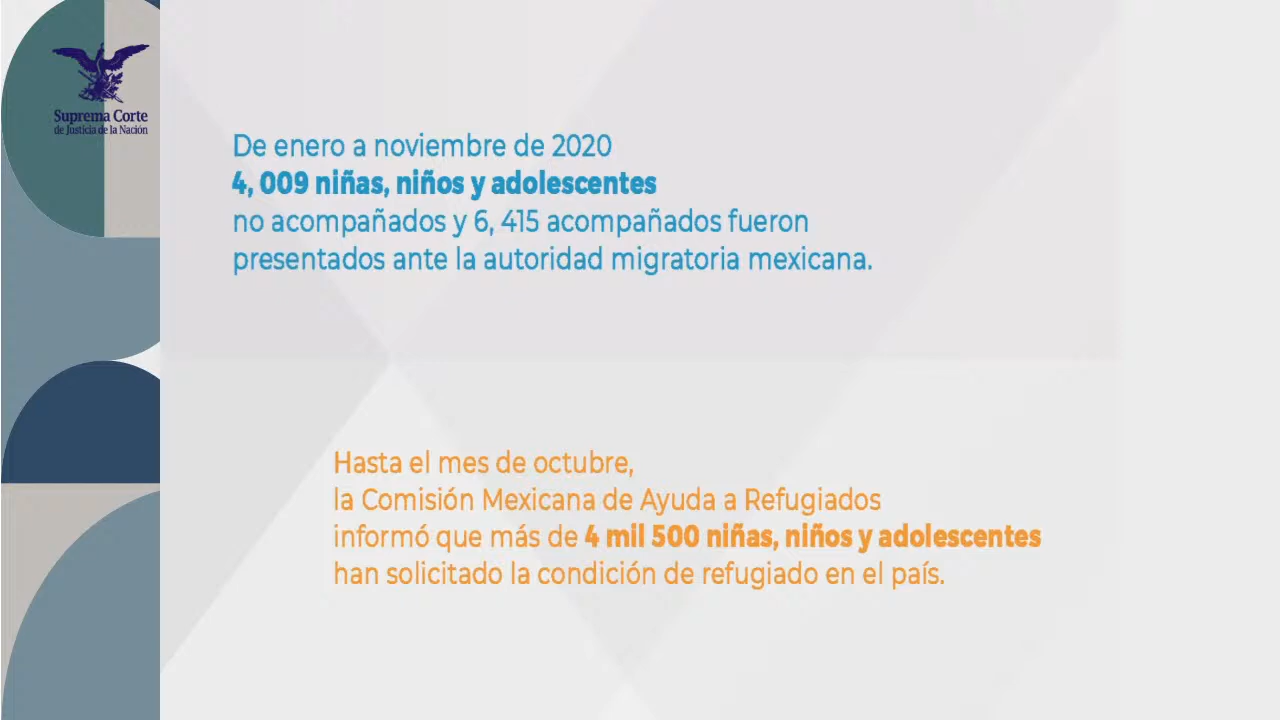 Suprema Corte
de Justicia de la Nación
De enero a noviembre de 2020
4, 009 niñas, niños y adolescentes
no acompañados y 6, 415 acompañados fueron
presentados ante la autoridad migratoria mexicana.
Hasta el mes de octubre,
la Comisión Mexicana de Ayuda a Refugiados
informó que más de 4 mil 500 niñas, niños y adolescentes
han solicitado la condición de refugiado en el país.